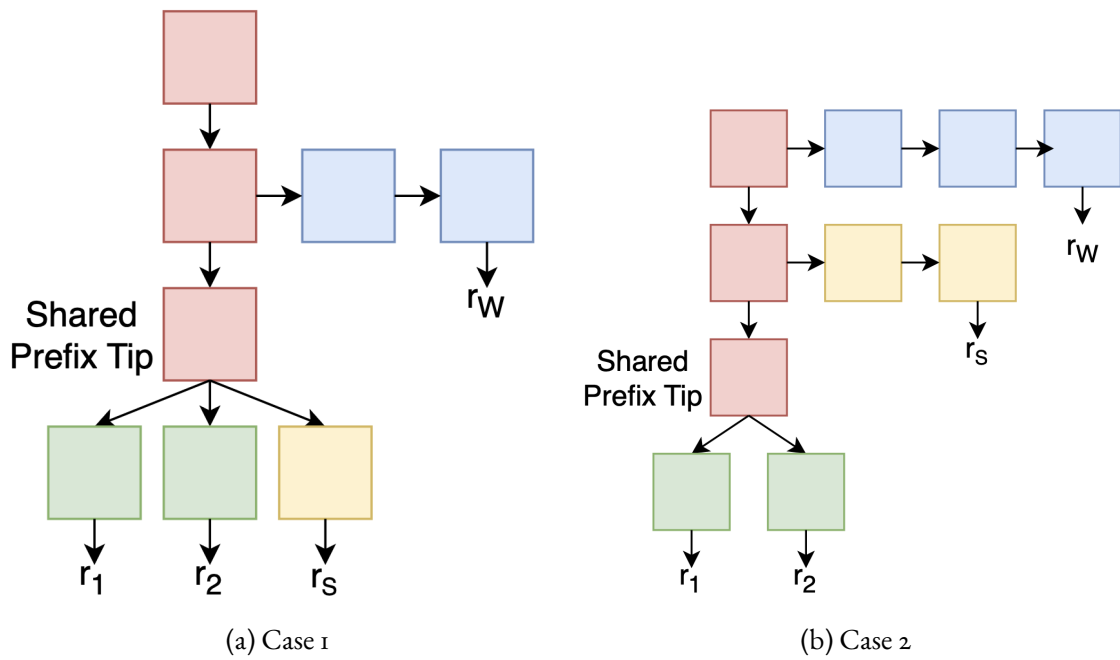 Shared
Prefix Tip
r_W
r_1
r_2
r_S
(a) Case 1
r_W
r_S
Shared
Prefix Tip
r_1
r_2
(b) Case 2